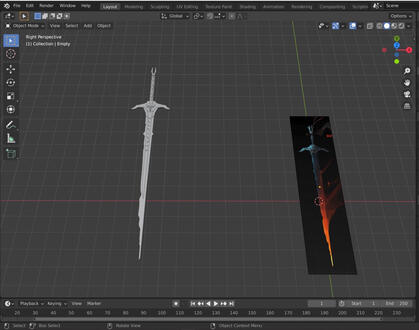 File Edit Render Window Help Layout Modeling Sculpting UV Editing Texture Paint Shading Animation Rendering Compositing Scene
Global Options
Object Mode View Select Add Object
Right Perspective
(1) Collection | Empty
Playback Keying View Marker 1 Start 1 End 250
20 30 40 50 60 70 80 90 100 110 120 130 140 150 160 170 180 190 200 210 220 230
Select Box Select Rotate View Object Context Menu